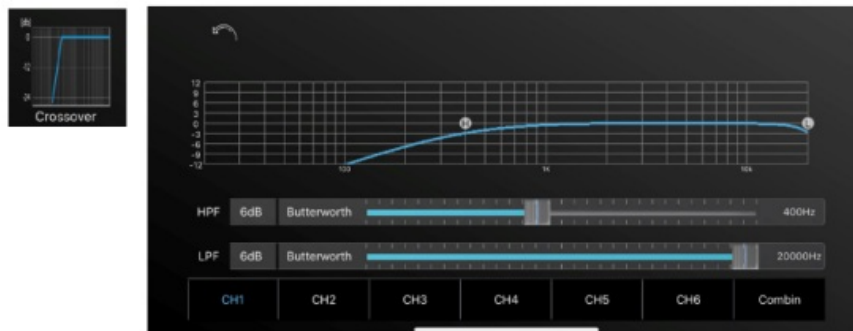 [db]
0
-12
-24
Crossover
12
9
6
3
0
-3
-6
-9
-12
H
L
100
1K
10k
HPF 6dB Butterworth 400Hz
LPF 6dB Butterworth 20000Hz
CH1 CH2 CH3 CH4 CH5 CH6 Combin